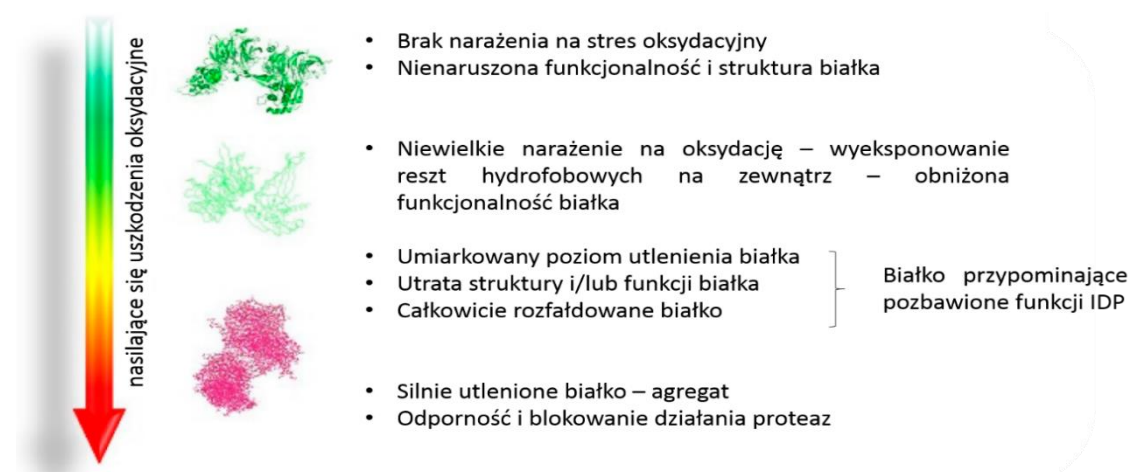 nasilające się uszkodzenia oksydacyjne
• Brak narażenia na stres oksydacyjny
• Nienaruszona funkcjonalność i struktura białka
• Niewielkie narażenie na oksydację – wyeksponowanie
reszt hydrofobowych na zewnątrz – obniżona
funkcjonalność białka
• Umiarkowany poziom utlenienia białka
• Utrata struktury i/lub funkcji białka
• Całkowicie rozfałdowane białko
Białko przypominające
pozbawione funkcji IDP
• Silnie utlenione białko – agregat
• Odporność i blokowanie działania proteaz